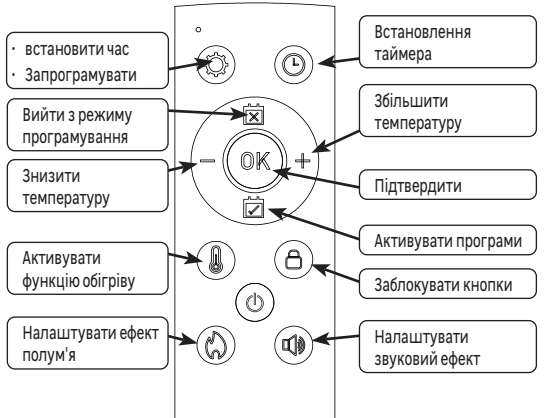 · встановити час
· Запрограмувати
Вийти з режиму
програмування
Знизити
температуру
Активувати
функцію обігріву
Налаштувати ефект
полум'я
OK
Встановлення
таймера
Збільшити
температуру
Підтвердити
Активувати програми
Заблокувати кнопки
Налаштувати
звуковий ефект